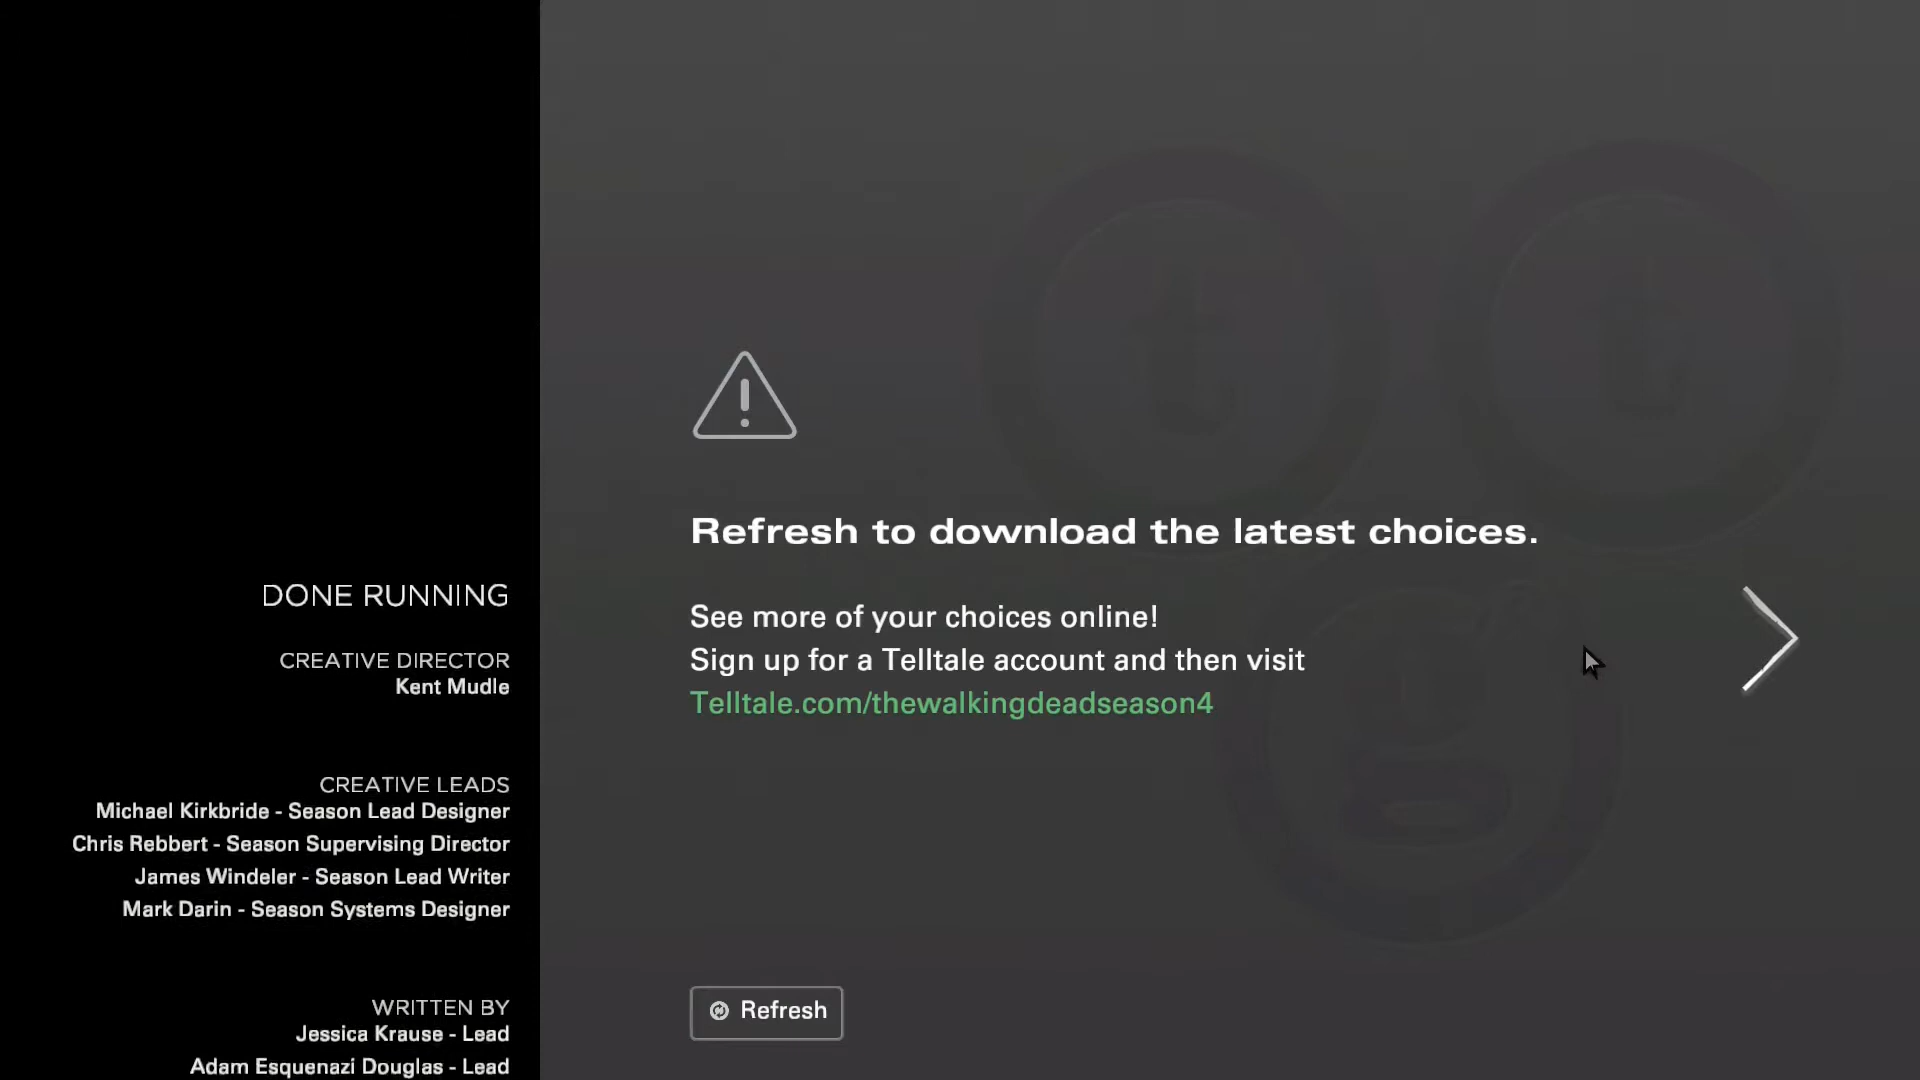 DONE RUNNING
CREATIVE DIRECTOR
Kent Mudle
CREATIVE LEADS
Michael Kirkbride - Season Lead Designer
Chris Rebbert - Season Supervising Director
James Windeler - Season Lead Writer
Mark Darin - Season Systems Designer
WRITTEN BY
Jessica Krause - Lead
Adam Esquenazi Douglas - Lead
t t
g
Refresh to download the latest choices.
See more of your choices online!
Sign up for a Telltale account and then visit
Telltale.com/thewalkingdeadseason4
Refresh